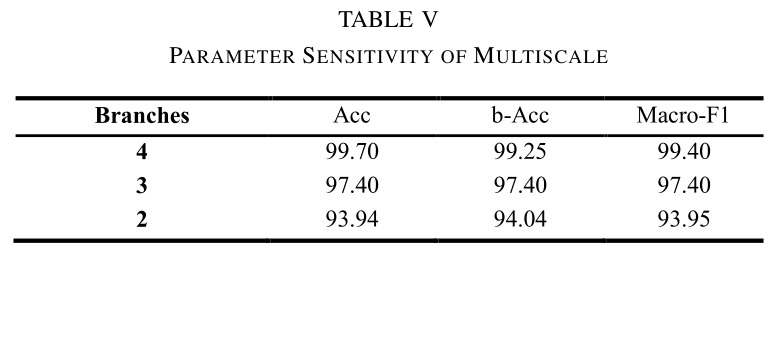 TABLE V
PARAMETER SENSITIVITY OF MULTISCALE
Branches Acc b-Acc Macro-F1
4 99.70 99.25 99.40
3 97.40 97.40 97.40
2 93.94 94.04 93.95